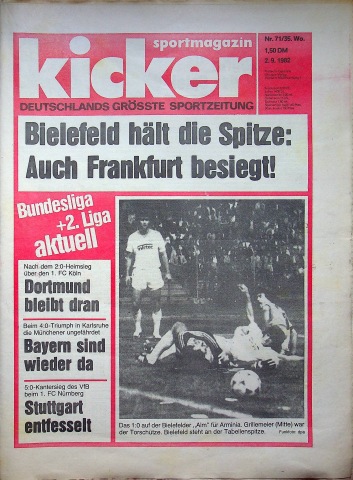 sportmagazin
kicker
DEUTSCHLANDS GRÖSSTE SPORTZEITUNG
Nr. 71/35. Wo.
1,50 DM
2. 9. 1982
Bielefeld hält die Spitze:
Auch Frankfurt besiegt!
Bundesliga
+2. Liga
aktuell
Nach dem 2:0-Heimsieg
über den 1. FC Köln
Dortmund
bleibt dran
Beim 4:0-Triumph in Karlsruhe
die Münchener ungefährdet
Bayern sind
wieder da
5:0-Kantersieg des VfB
beim 1. FC Nürnberg
Stuttgart
entfesselt
Das 1:0 auf der Bielefelder „Alm“ für Arminia. Grillemeier (Mitte) war
der Torschütze. Bielefeld steht an der Tabellenspitze.
Funkfoto: dpa